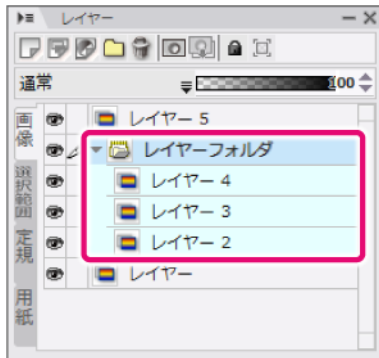 レイヤー
通常
100
画像
選択範囲
定規
用紙
レイヤー 5
レイヤーフォルダ
レイヤー 4
レイヤー 3
レイヤー 2
レイヤー